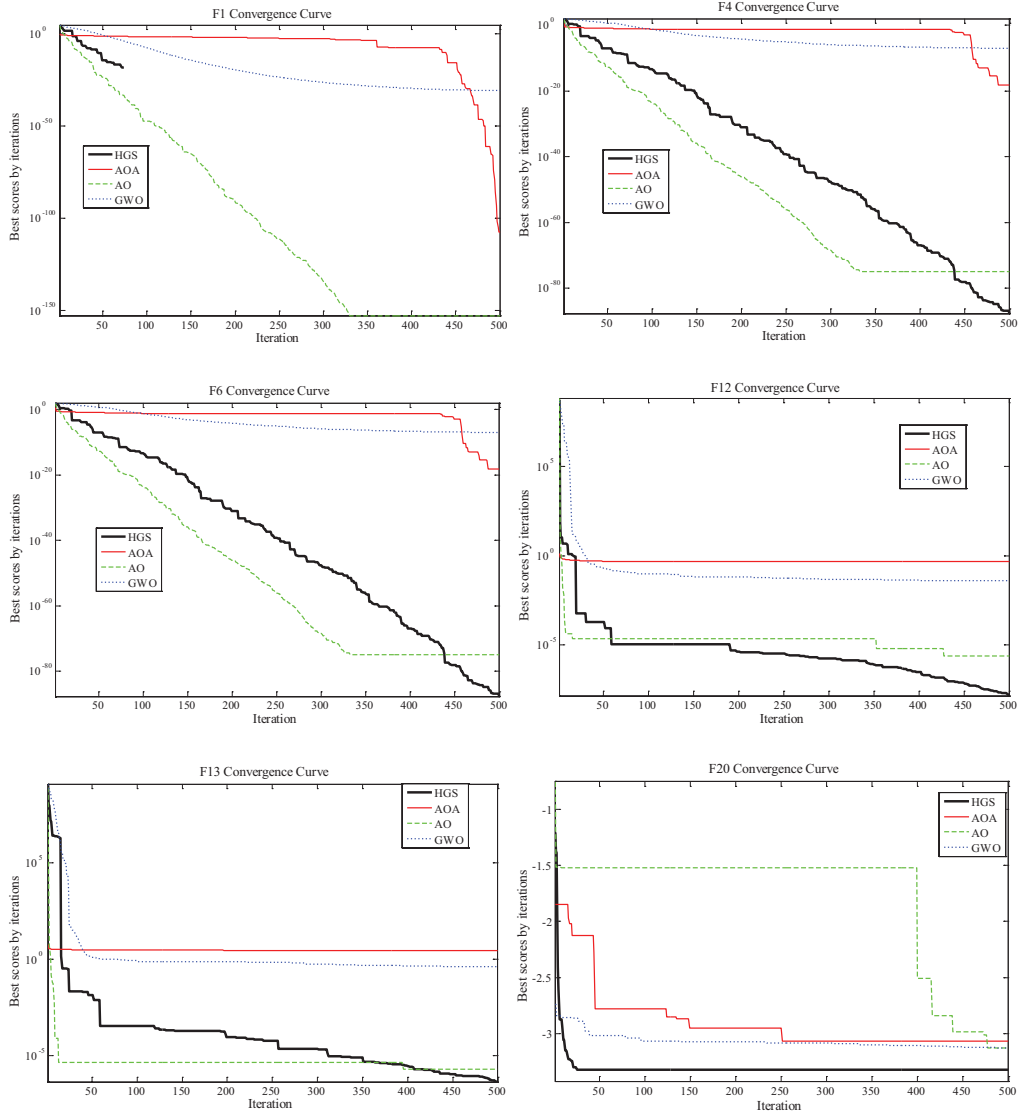 F1 Convergence Curve
Best scores by iterations
10^0
10^-50
10^-100
10^-150
HGS
AOA
AO
GWO
50 100 150 200 250 300 350 400 450 500
Iteration
F4 Convergence Curve
Best scores by iterations
10^0
10^-20
10^-40
10^-60
10^-80
HGS
AOA
AO
GWO
50 100 150 200 250 300 350 400 450 500
Iteration
F6 Convergence Curve
Best scores by iterations
10^0
10^-20
10^-40
10^-60
10^-80
HGS
AOA
AO
GWO
50 100 150 200 250 300 350 400 450 500
Iteration
F12 Convergence Curve
Best scores by iterations
10^5
10^0
10^-5
HGS
AOA
AO
GWO
50 100 150 200 250 300 350 400 450 500
Iteration
F13 Convergence Curve
Best scores by iterations
10^5
10^0
10^-5
HGS
AOA
AO
GWO
50 100 150 200 250 300 350 400 450 500
Iteration
F20 Convergence Curve
Best scores by iterations
-1
-1.5
-2
-2.5
-3
HGS
AOA
AO
GWO
50 100 150 200 250 300 350 400 450 500
Iteration